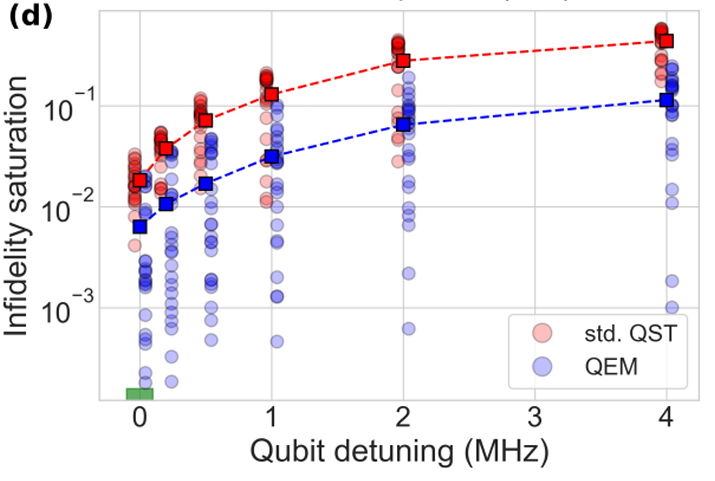 (d)
Infidelity saturation
10⁻¹
10⁻²
10⁻³
std. QST
QEM
0 1 2 3 4
Qubit detuning (MHz)